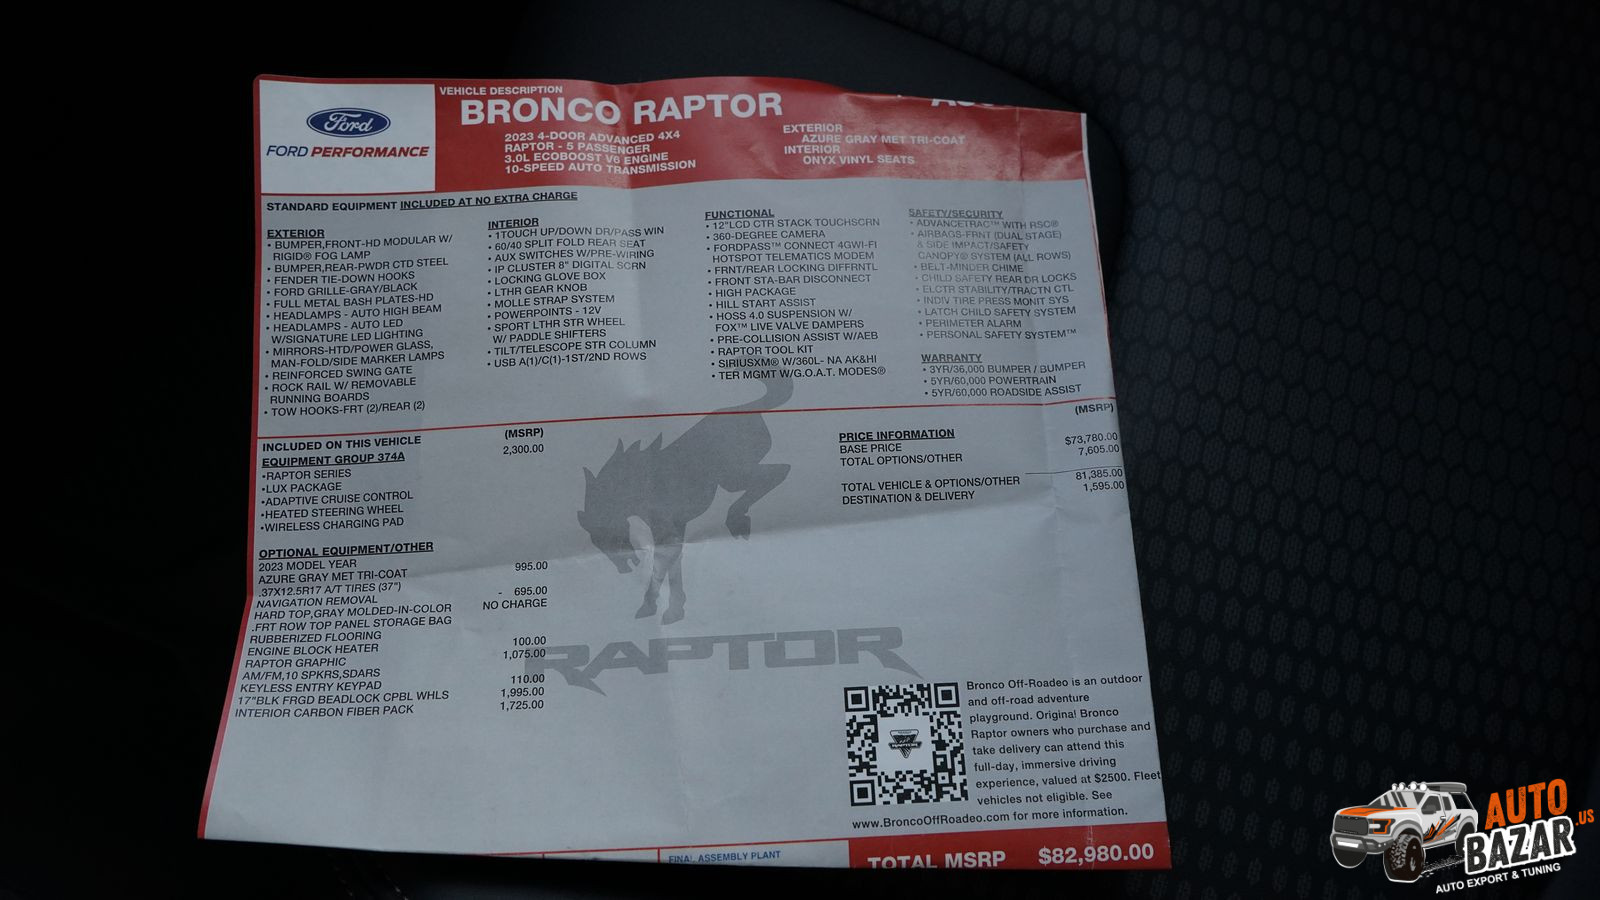 Ford
FORD PERFORMANCE
VEHICLE DESCRIPTION
BRONCO RAPTOR
2023 4-DOOR ADVANCED 4X4
RAPTOR - 5 PASSENGER
3.0L ECOBOOST V6 ENGINE
10-SPEED AUTO TRANSMISSION
EXTERIOR
AZURE GRAY MET TRI-COAT
INTERIOR
ONYX VINYL SEATS
STANDARD EQUIPMENT INCLUDED AT NO EXTRA CHARGE
EXTERIOR
• BUMPER,FRONT-HD MODULAR W/
RIGID® FOG LAMP
• BUMPER,REAR-PWDR CTD STEEL
• FENDER TIE-DOWN HOOKS
• FORD GRILLE-GRAY/BLACK
• FULL METAL BASH PLATES-HD
• HEADLAMPS - AUTO HIGH BEAM
• HEADLAMPS - AUTO LED
W/SIGNATURE LED LIGHTING
• MIRRORS-HTD/POWER GLASS,
MAN-FOLD/SIDE MARKER LAMPS
• REINFORCED SWING GATE
• ROCK RAIL W/ REMOVABLE
RUNNING BOARDS
• TOW HOOKS-FRT (2)/REAR (2)
INTERIOR
• 1TOUCH UP/DOWN DR/PASS WIN
• 60/40 SPLIT FOLD REAR SEAT
• AUX SWITCHES W/PRE-WIRING
• IP CLUSTER 8" DIGITAL SCRN
• LOCKING GLOVE BOX
• LTHR GEAR KNOB
• MOLLE STRAP SYSTEM
• POWERPOINTS - 12V
• SPORT LTHR STR WHEEL
W/ PADDLE SHIFTERS
• TILT/TELESCOPE STR COLUMN
• USB A(1)/C(1)-1ST/2ND ROWS
FUNCTIONAL
• 12"LCD CTR STACK TOUCHSCRN
• 360-DEGREE CAMERA
• FORDPASS™ CONNECT 4GWI-FI
HOTSPOT TELEMATICS MODEM
• FRNT/REAR LOCKING DIFFRNTL
• FRONT STA-BAR DISCONNECT
• HIGH PACKAGE
• HILL START ASSIST
• HOSS 4.0 SUSPENSION W/
FOX™ LIVE VALVE DAMPERS
• PRE-COLLISION ASSIST W/AEB
• RAPTOR TOOL KIT
• SIRIUSXM® W/360L- NA AK&HI
• TER MGMT W/G.O.A.T. MODES®
SAFETY/SECURITY
• ADVANCETRAC™ WITH RSC®
• AIRBAGS-FRNT (DUAL STAGE)
& SIDE IMPACT/SAFETY
CANOPY® SYSTEM (ALL ROWS)
• BELT-MINDER CHIME
• CHILD SAFETY REAR DR LOCKS
• ELCTR STABILITY/TRACTN CTL
• INDIV TIRE PRESS MONIT SYS
• LATCH CHILD SAFETY SYSTEM
• PERIMETER ALARM
• PERSONAL SAFETY SYSTEM™
WARRANTY
• 3YR/36,000 BUMPER / BUMPER
• 5YR/60,000 POWERTRAIN
• 5YR/60,000 ROADSIDE ASSIST
INCLUDED ON THIS VEHICLE (MSRP)
EQUIPMENT GROUP 374A 2,300.00
•RAPTOR SERIES
•LUX PACKAGE
•ADAPTIVE CRUISE CONTROL
•HEATED STEERING WHEEL
•WIRELESS CHARGING PAD
OPTIONAL EQUIPMENT/OTHER
2023 MODEL YEAR
AZURE GRAY MET TRI-COAT 995.00
.37X12.5R17 A/T TIRES (37")
NAVIGATION REMOVAL - 695.00
HARD TOP,GRAY MOLDED-IN-COLOR NO CHARGE
.FRT ROW TOP PANEL STORAGE BAG
RUBBERIZED FLOORING
ENGINE BLOCK HEATER 100.00
RAPTOR GRAPHIC 1,075.00
AM/FM,10 SPKRS,SDARS
KEYLESS ENTRY KEYPAD 110.00
17"BLK FRGD BEADLOCK CPBL WHLS 1,995.00
INTERIOR CARBON FIBER PACK 1,725.00
PRICE INFORMATION (MSRP)
BASE PRICE $73,780.00
TOTAL OPTIONS/OTHER 7,605.00
TOTAL VEHICLE & OPTIONS/OTHER 81,385.00
DESTINATION & DELIVERY 1,595.00
RAPTOR
Bronco Off-Roadeo is an outdoor
and off-road adventure
playground. Original Bronco
Raptor owners who purchase and
take delivery can attend this
full-day, immersive driving
experience, valued at $2500. Fleet
vehicles not eligible. See
www.BroncoOffRoadeo.com for more information.
FINAL ASSEMBLY PLANT
TOTAL MSRP $82,980.00
AUTO
BAZAR.us
AUTO EXPORT & TUNING